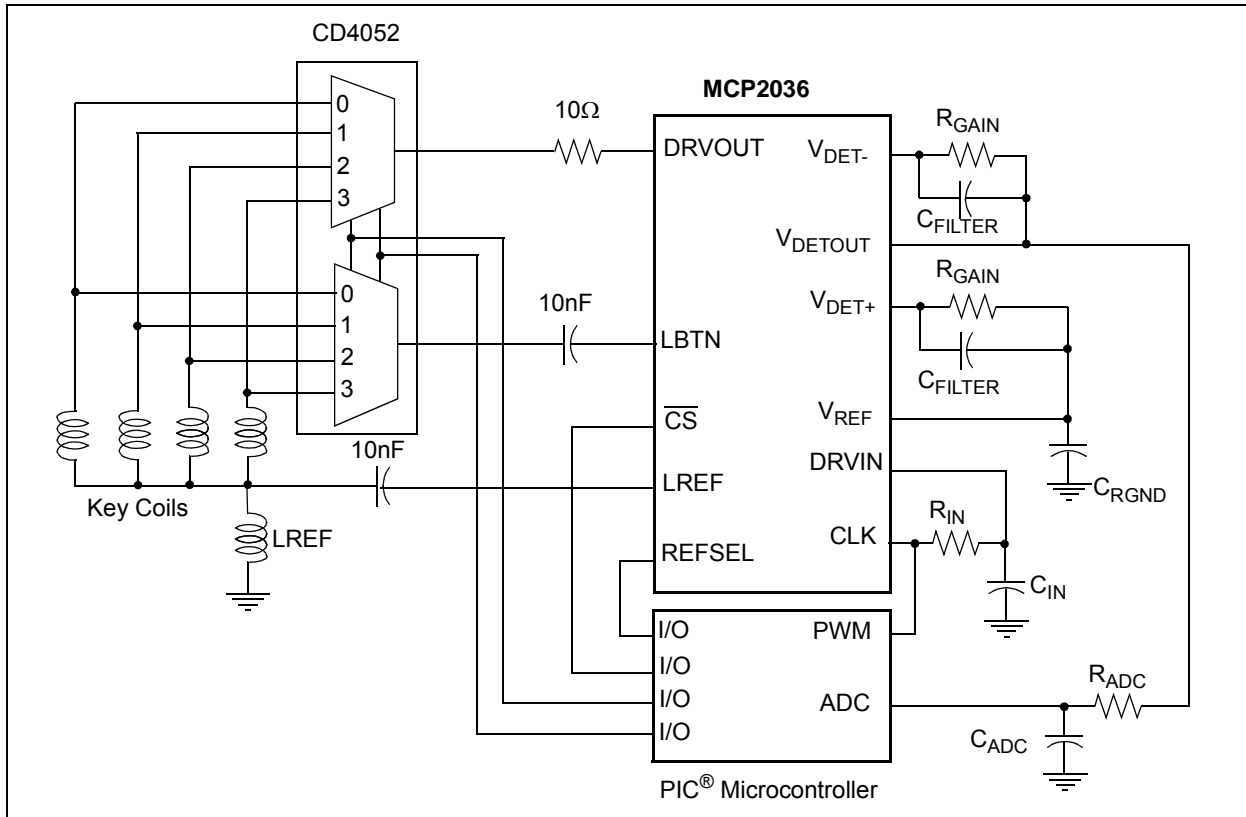 CD4052
0
1
2
3
0
1
2
3
10Ω
10nF
10nF
Key Coils
LREF
MCP2036
DRVOUT
LBTN
CS
LREF
REFSEL
VDET-
VDETOUT
VDET+
VREF
DRVIN
CLK
RGAIN
CFILTER
RGAIN
CFILTER
CRGND
RIN
CIN
I/O
I/O
I/O
I/O
PWM
ADC
RADC
CADC
PIC® Microcontroller